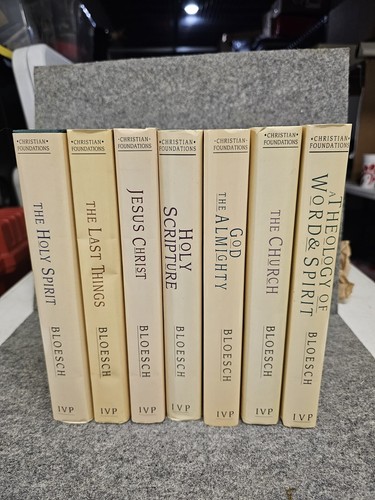 ·CHRISTIAN·
FOUNDATIONS
THE HOLY SPIRIT
BLOESCH
IVP
·CHRISTIAN·
FOUNDATIONS
THE LAST THINGS
BLOESCH
IVP
·CHRISTIAN·
FOUNDATIONS
JESUS CHRIST
BLOESCH
IVP
·CHRISTIAN·
FOUNDATIONS
HOLY
SCRIPTURE
BLOESCH
IVP
·CHRISTIAN·
FOUNDATIONS
GOD
THE ALMIGHTY
BLOESCH
IVP
·CHRISTIAN·
FOUNDATIONS
THE CHURCH
BLOESCH
IVP
·CHRISTIAN·
FOUNDATIONS
A THEOLOGY OF
WORD & SPIRIT
BLOESCH
IVP